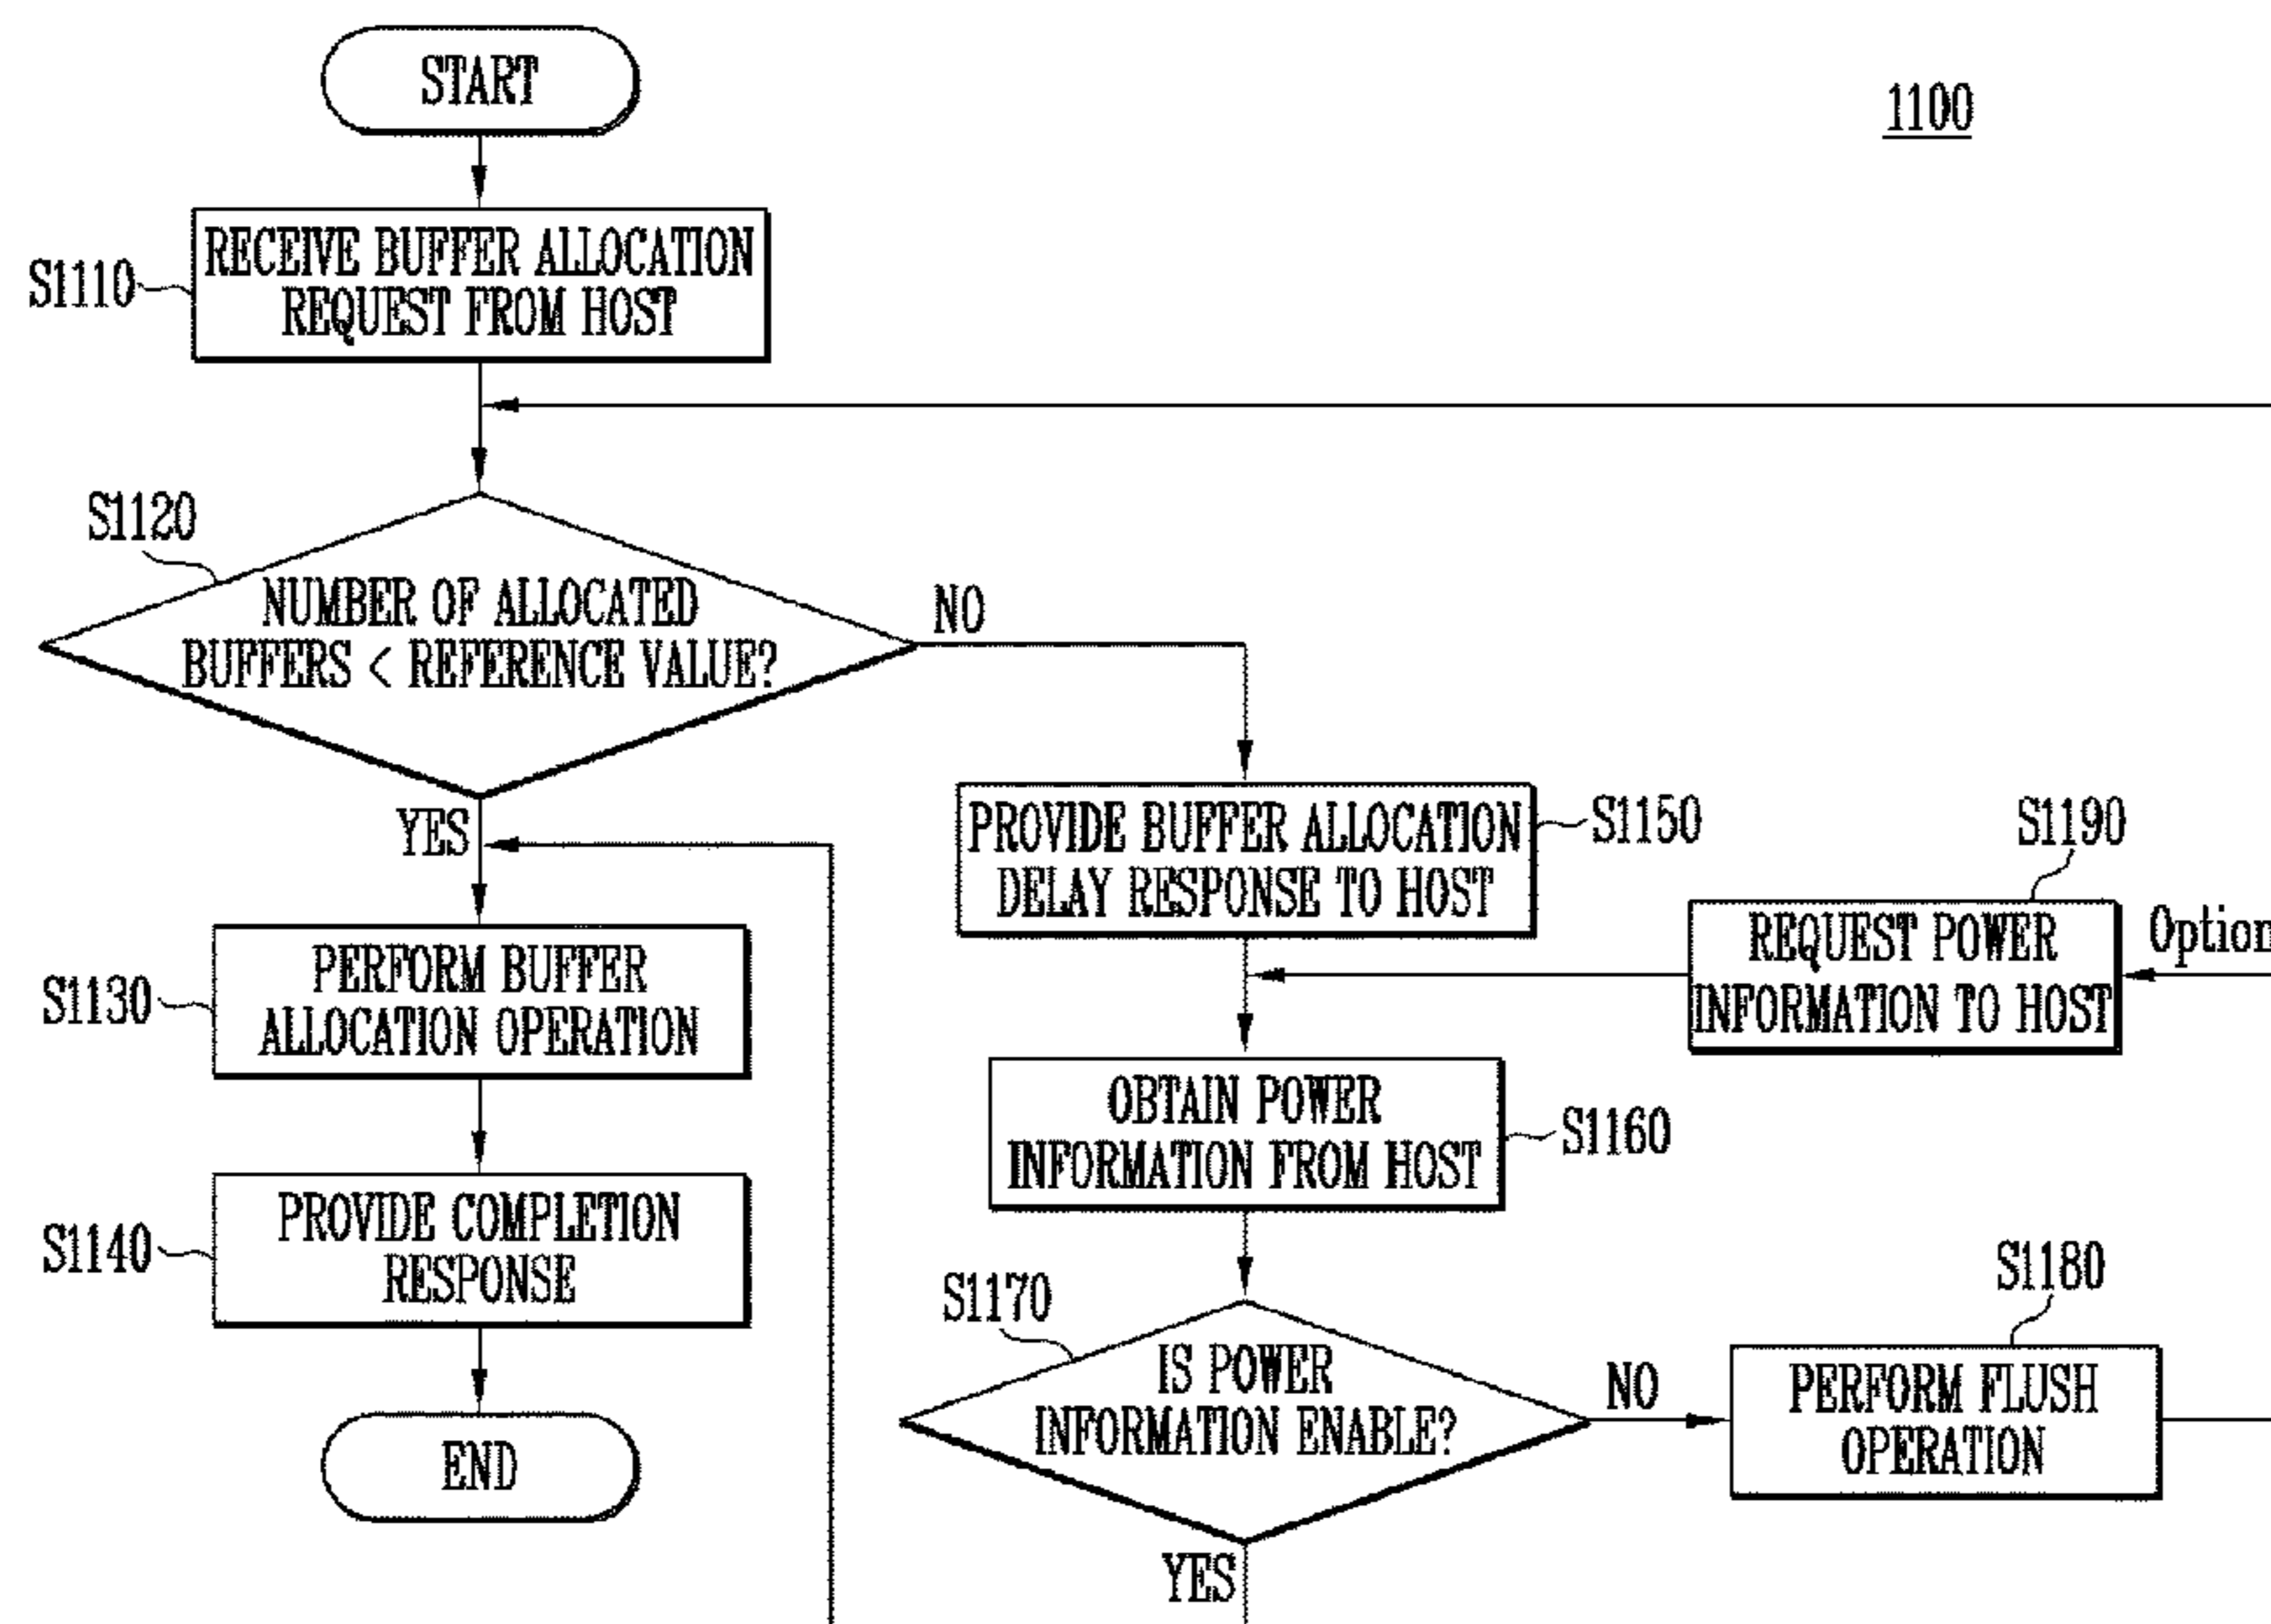 START
1100
S1110
RECEIVE BUFFER ALLOCATION
REQUEST FROM HOST
S1120
NUMBER OF ALLOCATED
BUFFERS < REFERENCE VALUE?
NO
YES
S1130
PERFORM BUFFER
ALLOCATION OPERATION
S1140
PROVIDE COMPLETION
RESPONSE
END
PROVIDE BUFFER ALLOCATION
DELAY RESPONSE TO HOST
S1150
S1190
REQUEST POWER
INFORMATION TO HOST
Option
OBTAIN POWER
INFORMATION FROM HOST
S1160
S1170
IS POWER
INFORMATION ENABLE?
NO
YES
S1180
PERFORM FLUSH
OPERATION